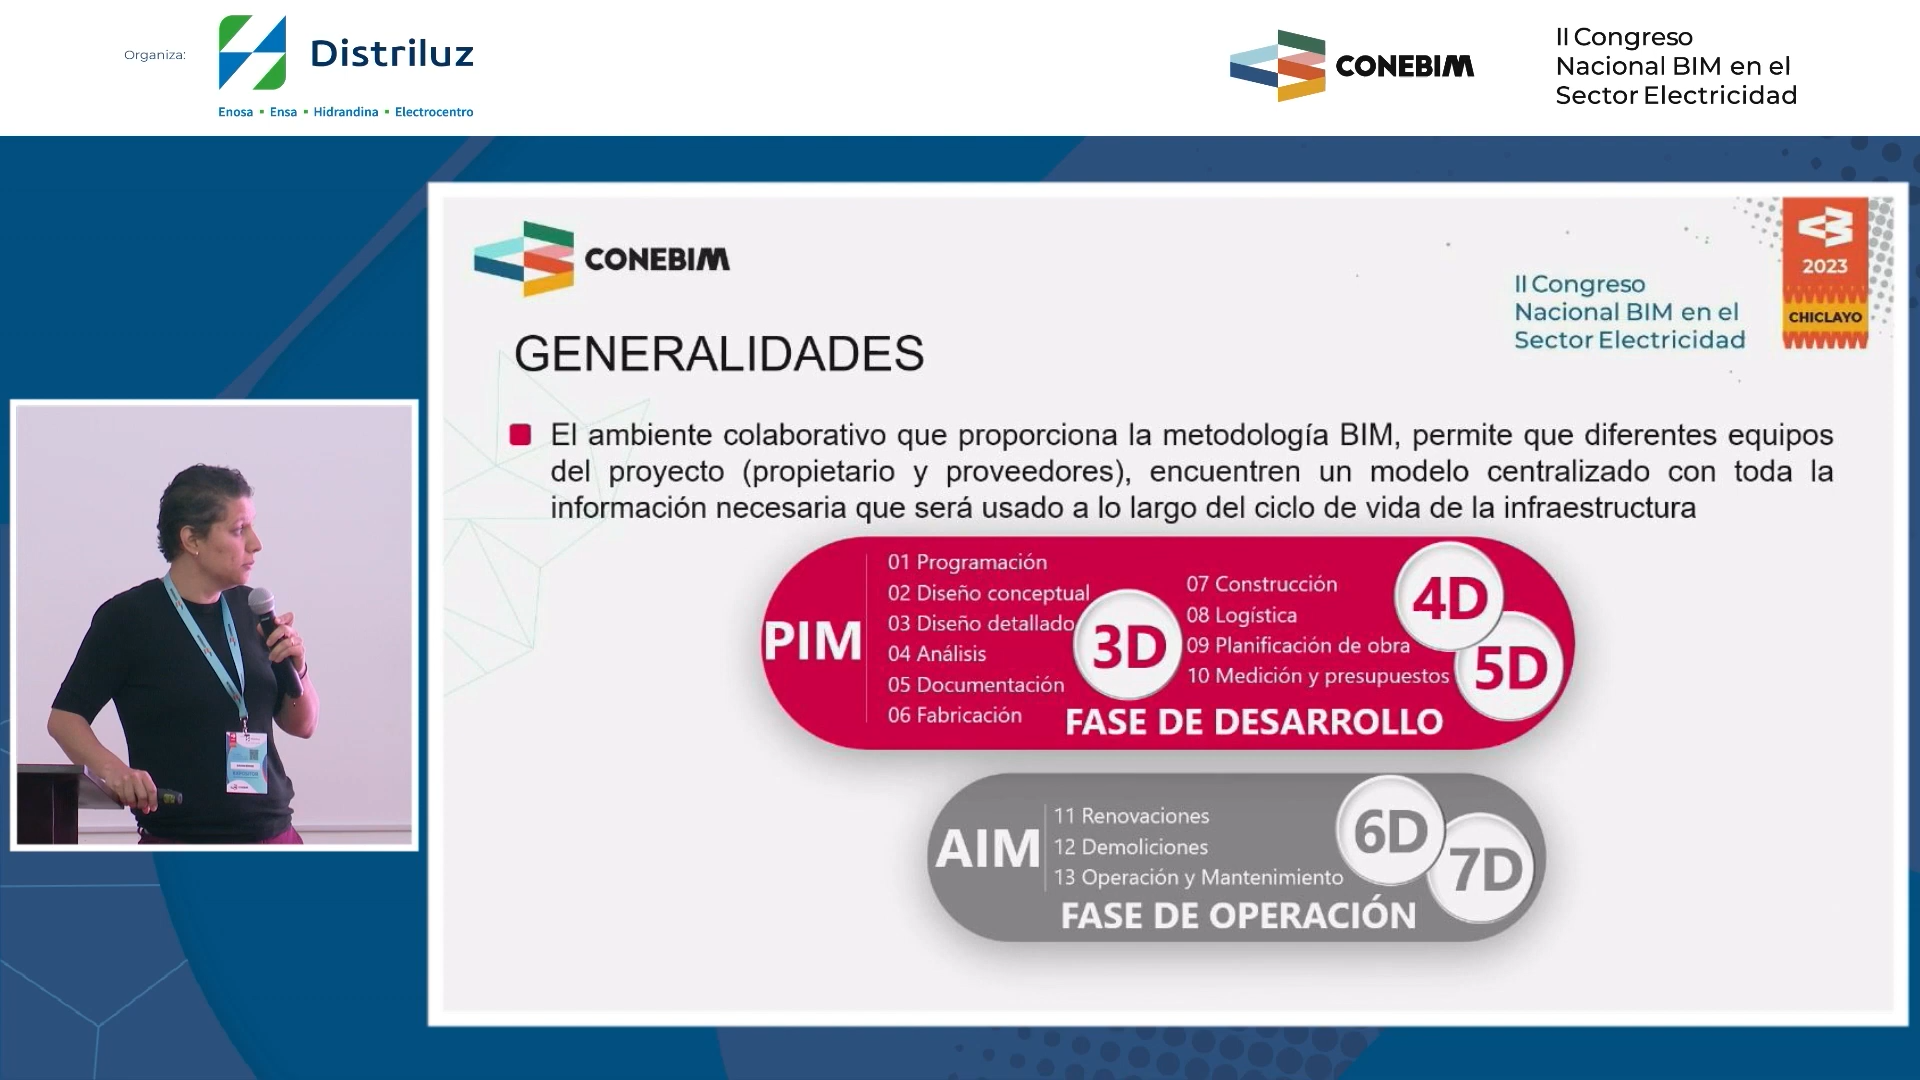 Organiza:
Distriluz
Enosa ▪ Ensa ▪ Hidrandina ▪ Electrocentro
CONEBIM
II Congreso
Nacional BIM en el
Sector Electricidad
CONEBIM
2023
CHICLAYO
II Congreso
Nacional BIM en el
Sector Electricidad
GENERALIDADES
El ambiente colaborativo que proporciona la metodología BIM, permite que diferentes equipos
del proyecto (propietario y proveedores), encuentren un modelo centralizado con toda la
información necesaria que será usado a lo largo del ciclo de vida de la infraestructura
PIM
01 Programación
02 Diseño conceptual
03 Diseño detallado
04 Análisis
05 Documentación
06 Fabricación
3D
07 Construcción
08 Logística
09 Planificación de obra
10 Medición y presupuestos
4D
5D
FASE DE DESARROLLO
AIM
11 Renovaciones
12 Demoliciones
13 Operación y Mantenimiento
6D
7D
FASE DE OPERACIÓN
EXPOSITOR